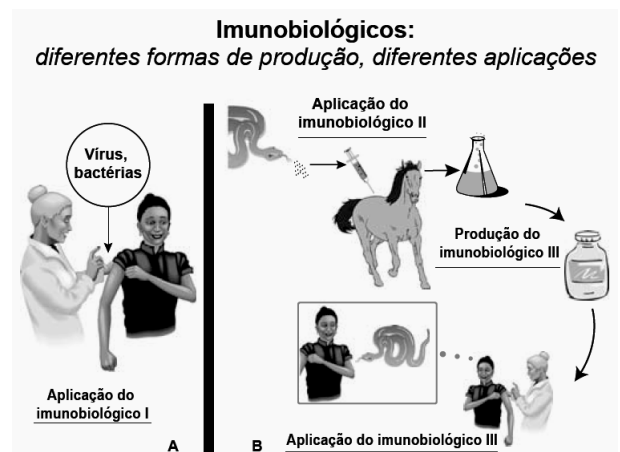 Imunobiológicos:
diferentes formas de produção, diferentes aplicações
Vírus,
bactérias
Aplicação do
imunobiológico I
A
Aplicação do
imunobiológico II
Produção do
imunobiológico III
B
Aplicação do imunobiológico III